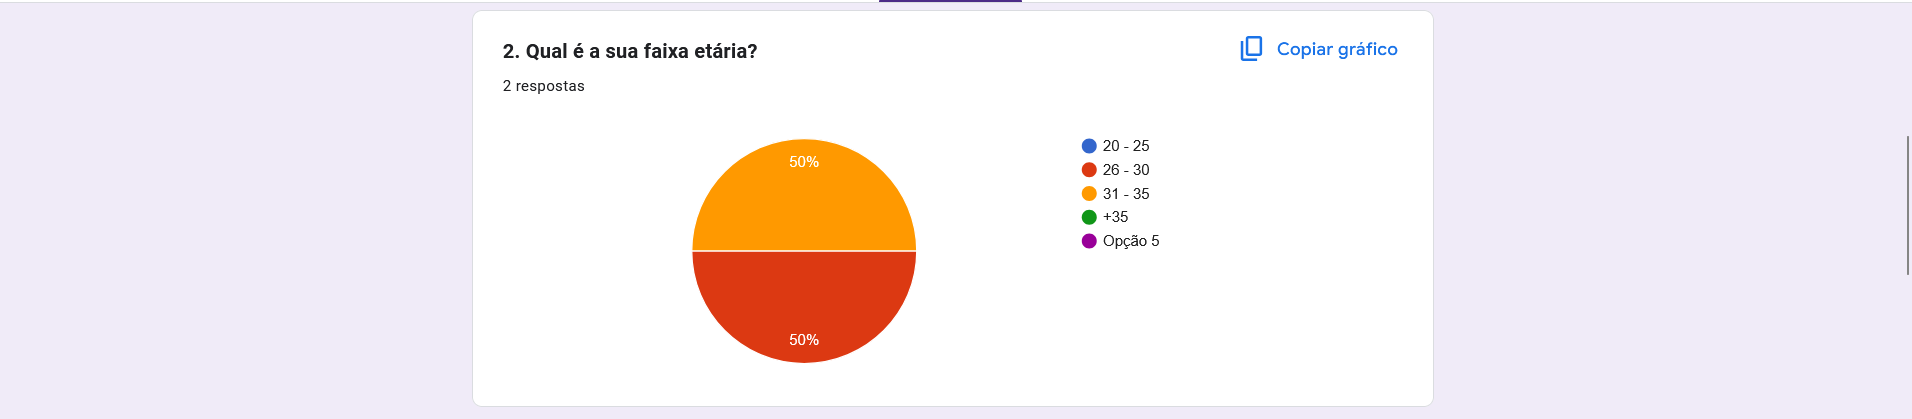 2. Qual é a sua faixa etária?
Copiar gráfico
2 respostas
50%
50%
20 - 25
26 - 30
31 - 35
+35
Opção 5